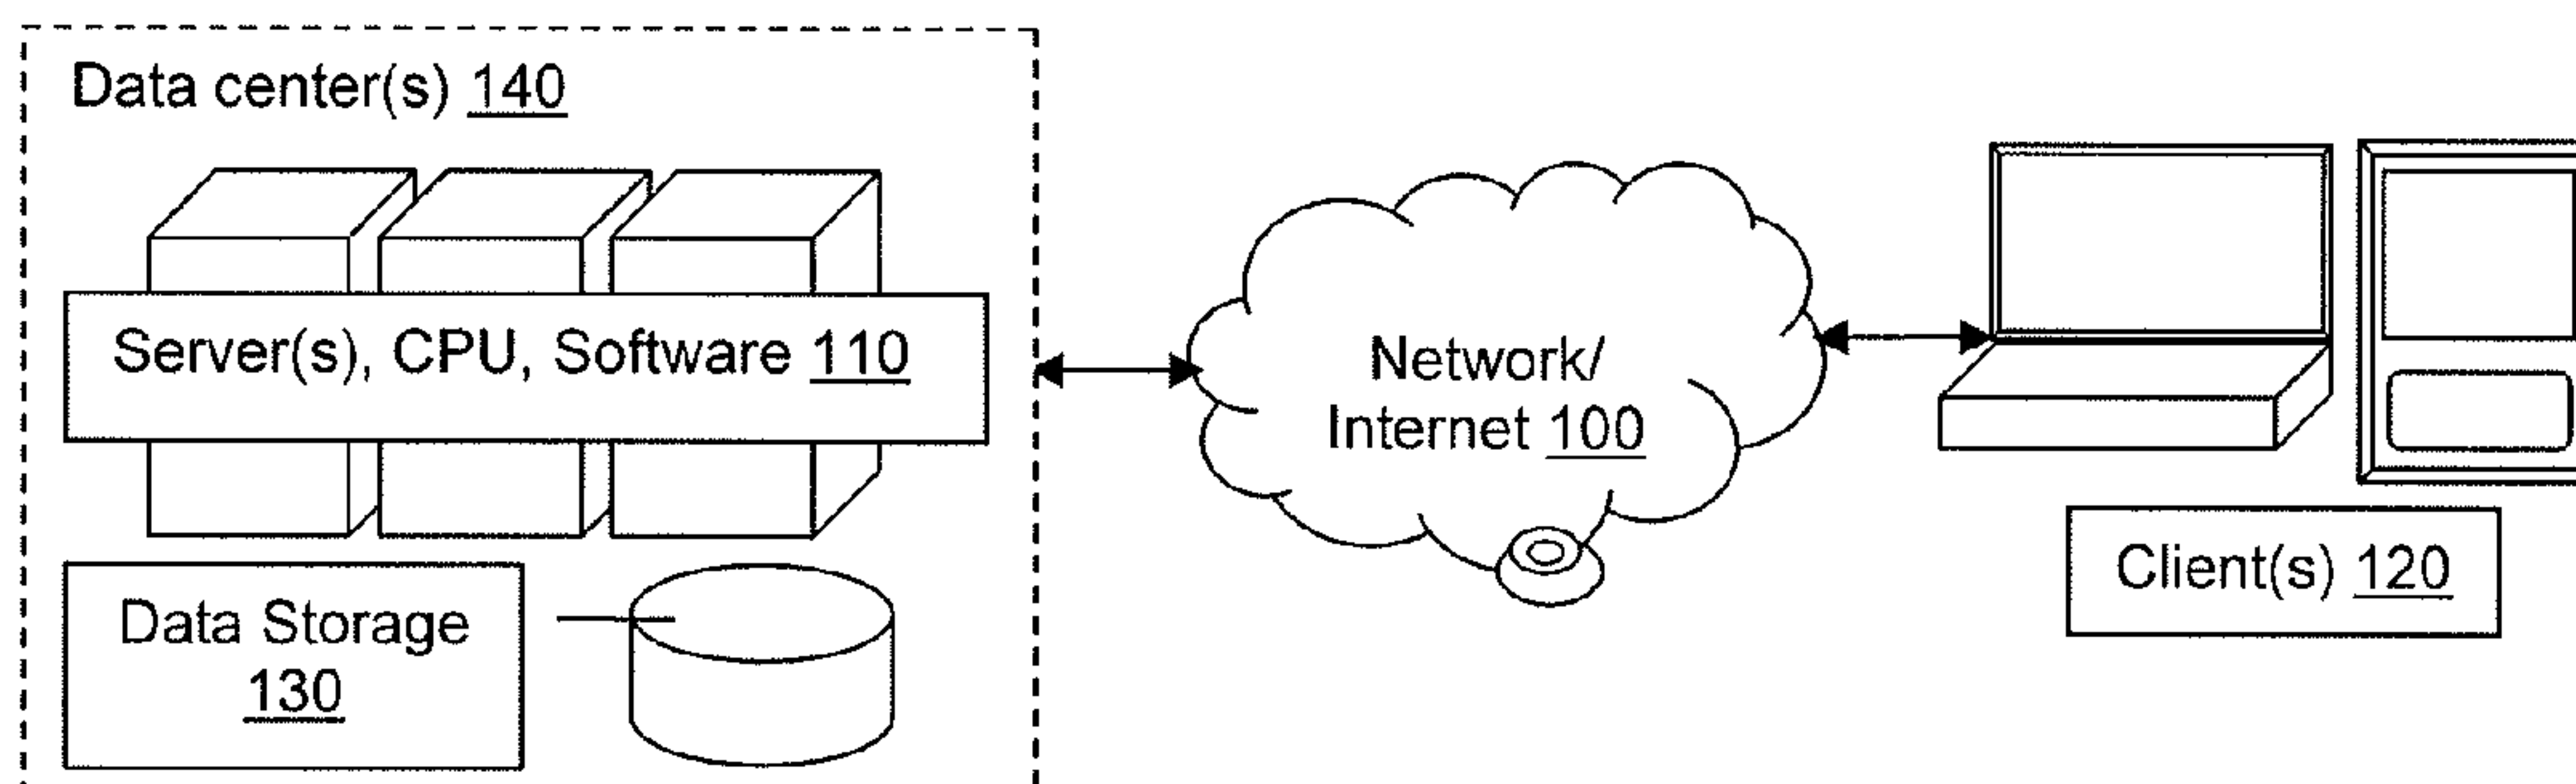 Data center(s) 140
Server(s), CPU, Software 110
Data Storage
130
Network/
Internet 100
Client(s) 120